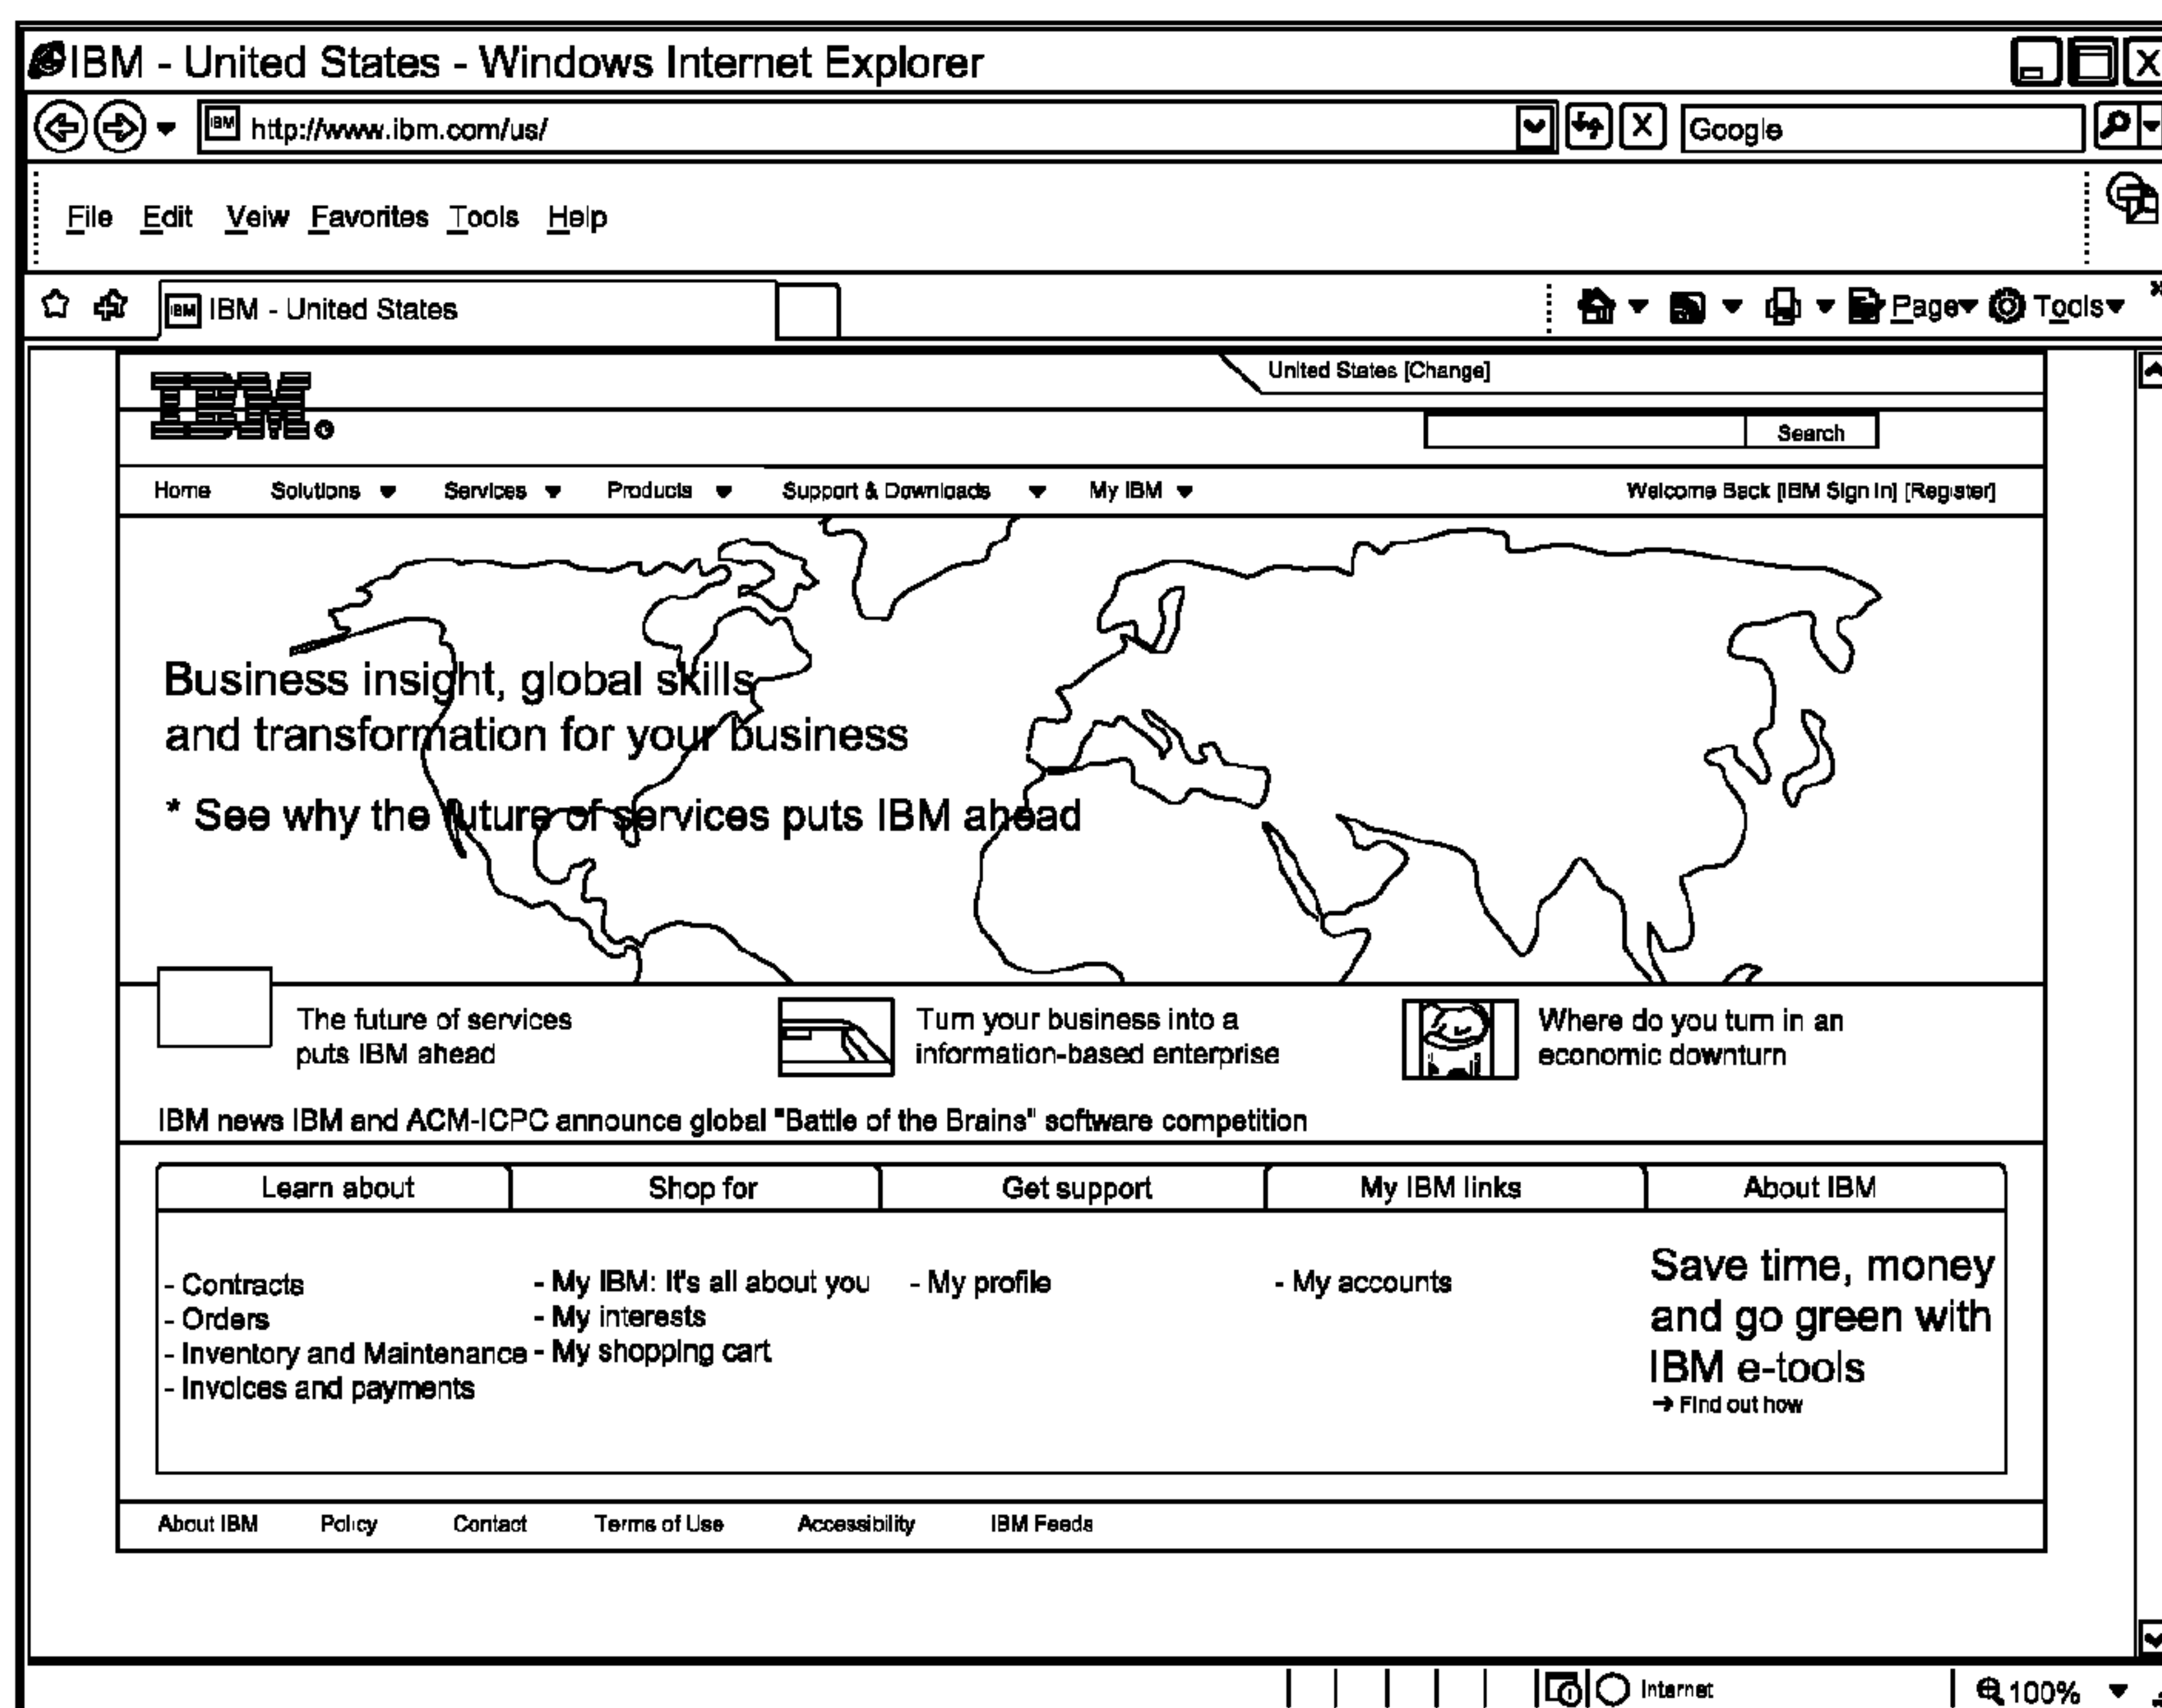 IBM - United States - Windows Internet Explorer
IBM http://www.ibm.com/us/ X Google
File Edit Veiw Favorites Tools Help
IBM IBM - United States Page Tools
United States [Change]
IBM®
Search
Home Solutions Services Products Support & Downloads My IBM Welcome Back [IBM Sign In] [Register]
Business insight, global skills
and transformation for your business
* See why the future of services puts IBM ahead
The future of services
puts IBM ahead
Turn your business into a
information-based enterprise
Where do you turn in an
economic downturn
IBM news IBM and ACM-ICPC announce global "Battle of the Brains" software competition
Learn about Shop for Get support My IBM links About IBM
- Contracts
- Orders
- Inventory and Maintenance
- Invoices and payments
- My IBM: It's all about you
- My interests
- My shopping cart
- My profile
- My accounts
Save time, money
and go green with
IBM e-tools
→ Find out how
About IBM Policy Contact Terms of Use Accessibility IBM Feeds
Internet 100%